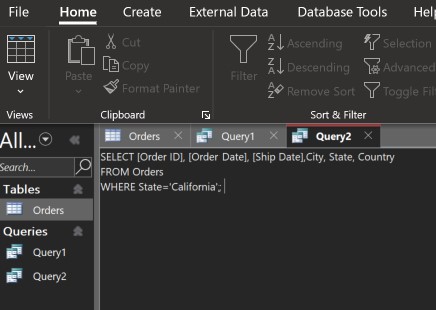 File Home Create External Data Database Tools Help
View
Views
Paste
Cut
Copy
Format Painter
Clipboard
Filter
Ascending
Descending
Remove Sort
Selection
Advanced
Toggle Fil
Sort & Filter
All...
Search...
Tables
Orders
Queries
Query1
Query2
Orders Query1 Query2
SELECT [Order ID], [Order Date], [Ship Date],City, State, Country
FROM Orders
WHERE State='California';